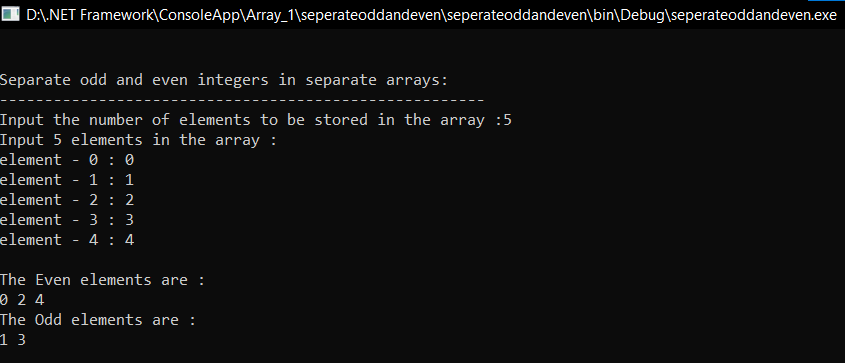 D:\.NET Framework\ConsoleApp\Array_1\seperateoddandeven\seperateoddandeven\bin\Debug\seperateoddandeven.exe
Separate odd and even integers in separate arrays:
------------------------------------------------------
Input the number of elements to be stored in the array :5
Input 5 elements in the array :
element - 0 : 0
element - 1 : 1
element - 2 : 2
element - 3 : 3
element - 4 : 4
The Even elements are :
0 2 4
The Odd elements are :
1 3